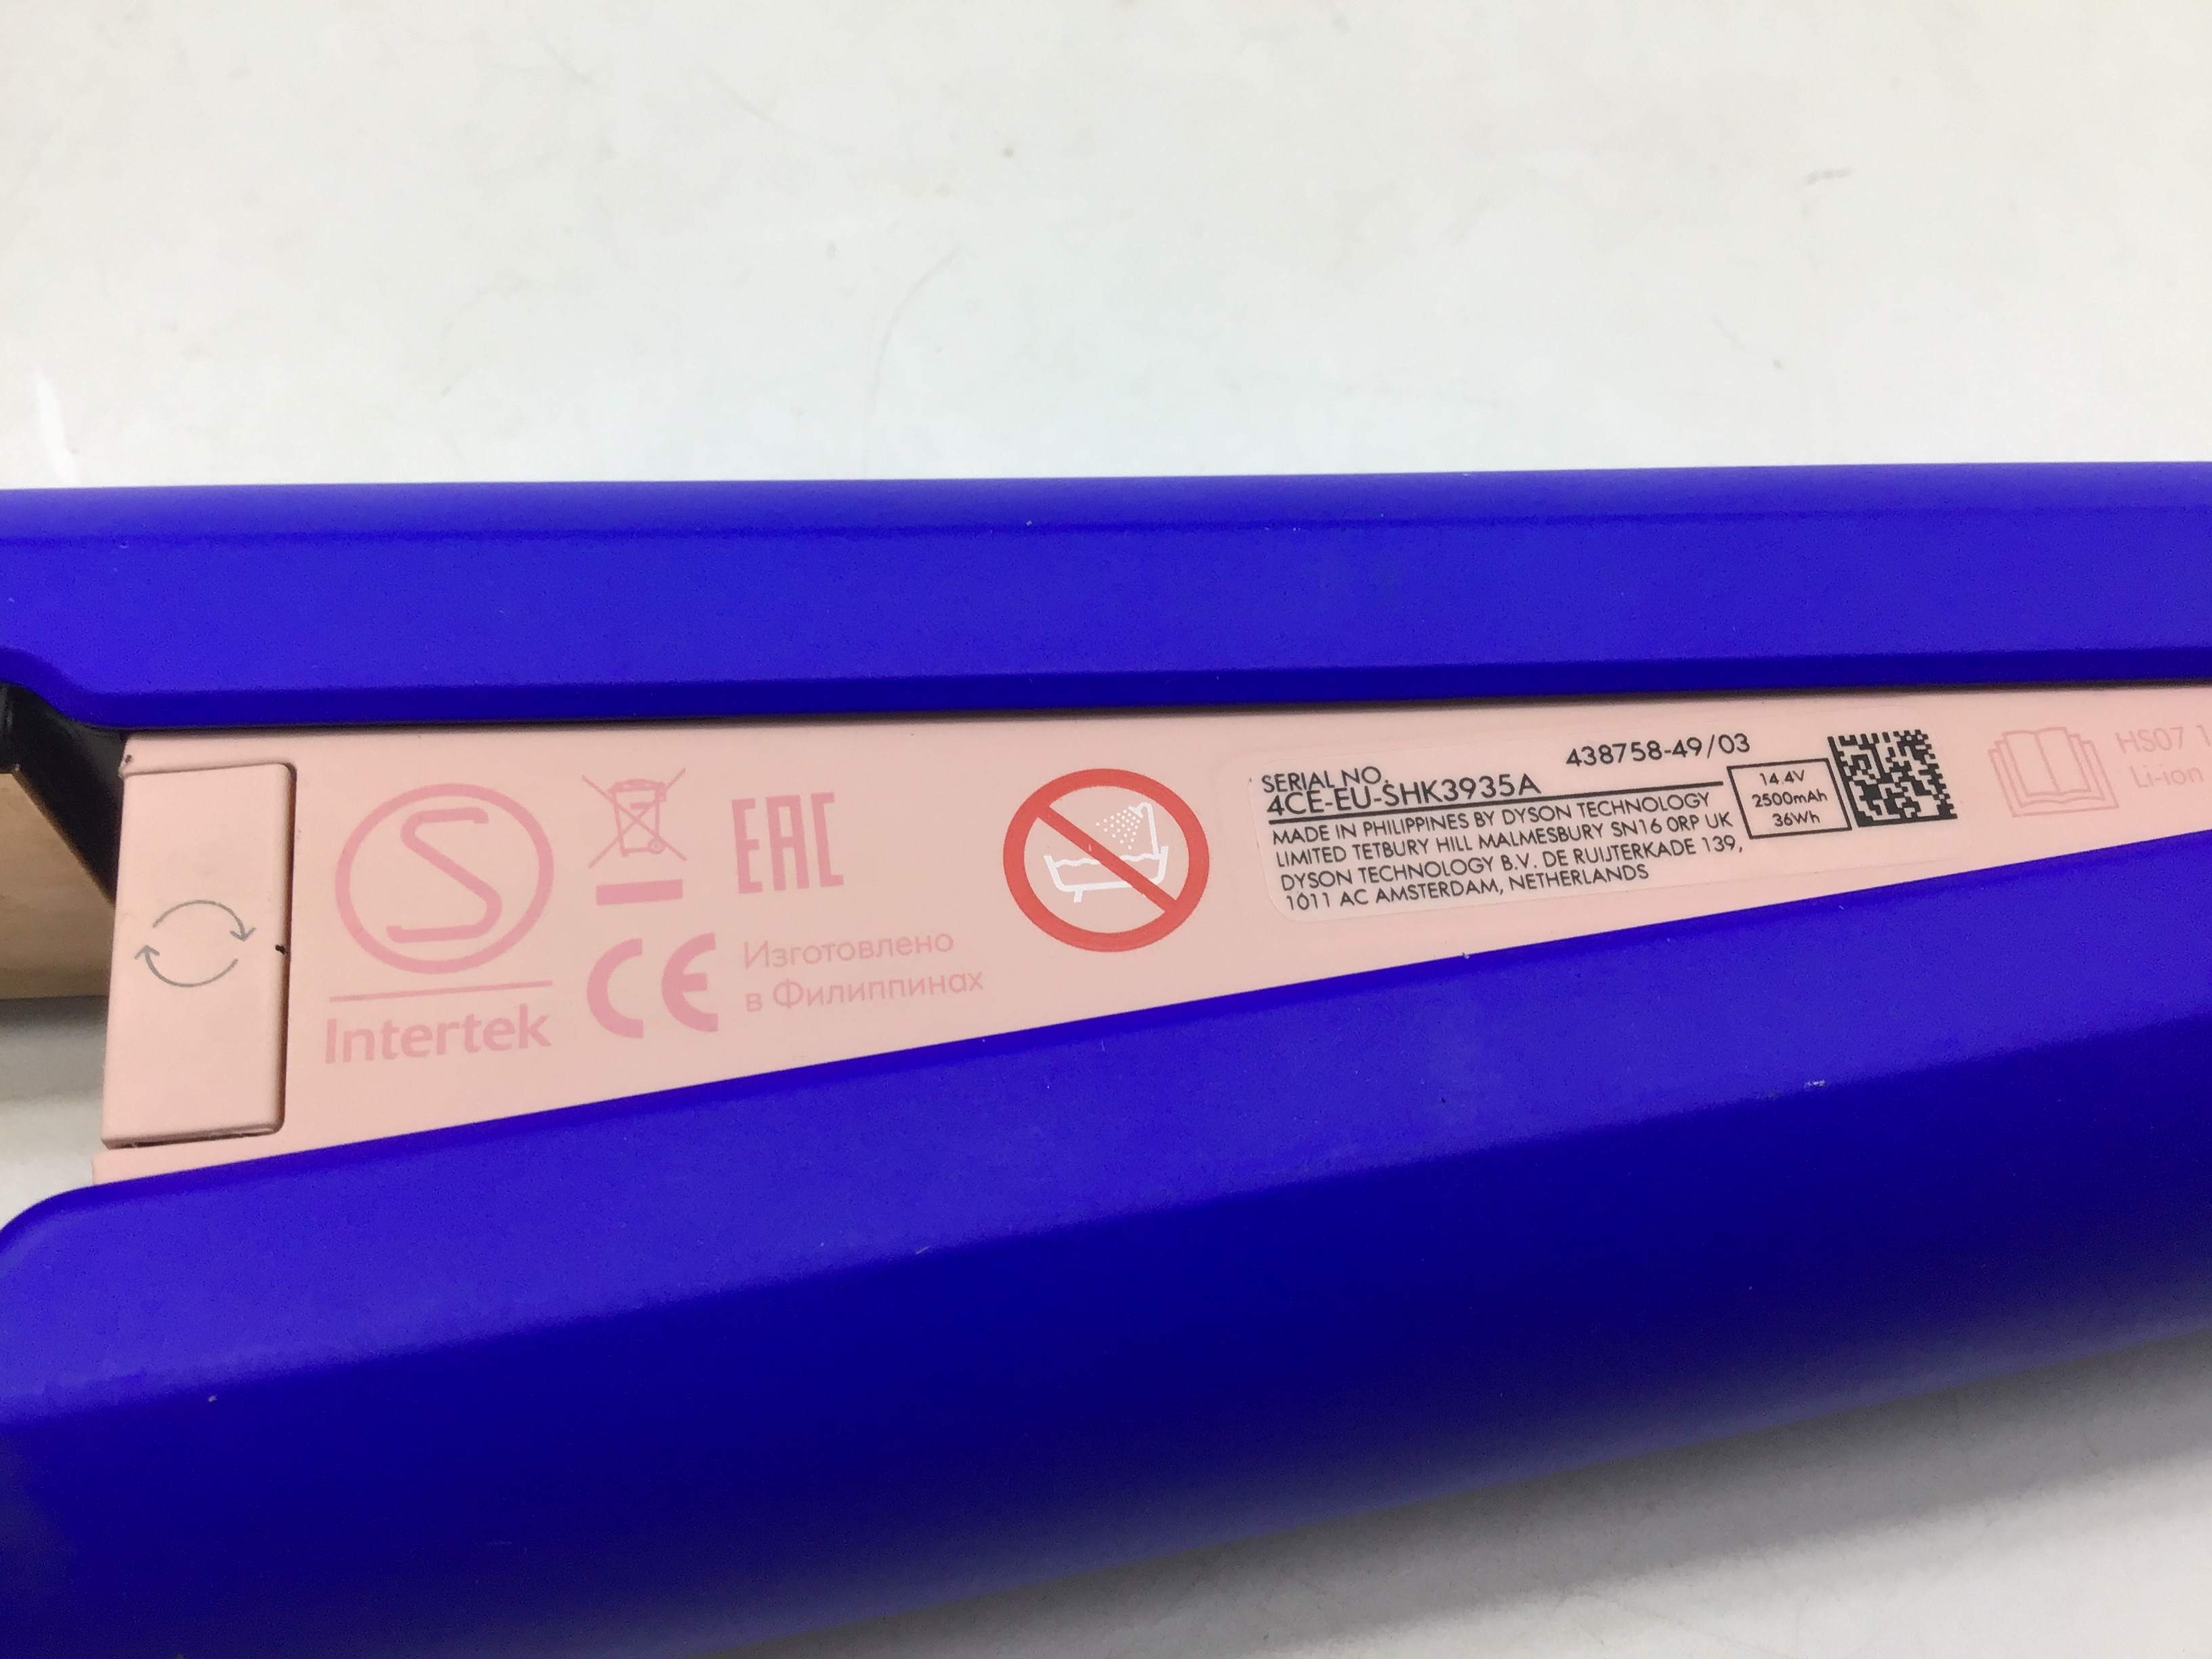 S
Intertek
EAC
CE
Изготовлено
в Филиппинах
SERIAL NO.
438758-49/03
4CE-EU-SHK3935A
MADE IN PHILIPPINES BY DYSON TECHNOLOGY
LIMITED TETBURY HILL MALMESBURY SN16 0RP UK
DYSON TECHNOLOGY B.V. DE RUIJTERKADE 139,
1011 AC AMSTERDAM, NETHERLANDS
14.4V
2500mAh
36Wh
HS07
Li-ion